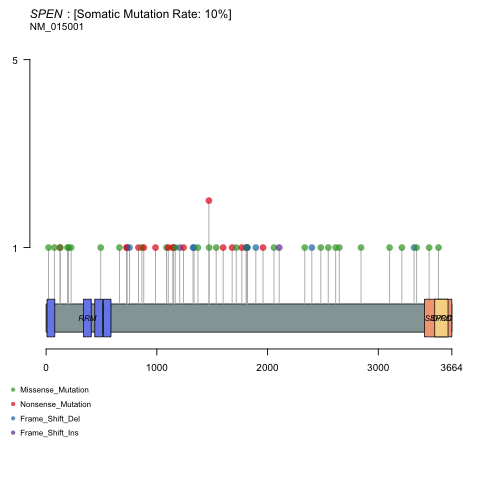 SPEN : [Somatic Mutation Rate: 10%]
NM_015001
5
1
RRM
0
1000
2000
3000
3664
Missense_Mutation
Nonsense_Mutation
Frame_Shift_Del
Frame_Shift_Ins